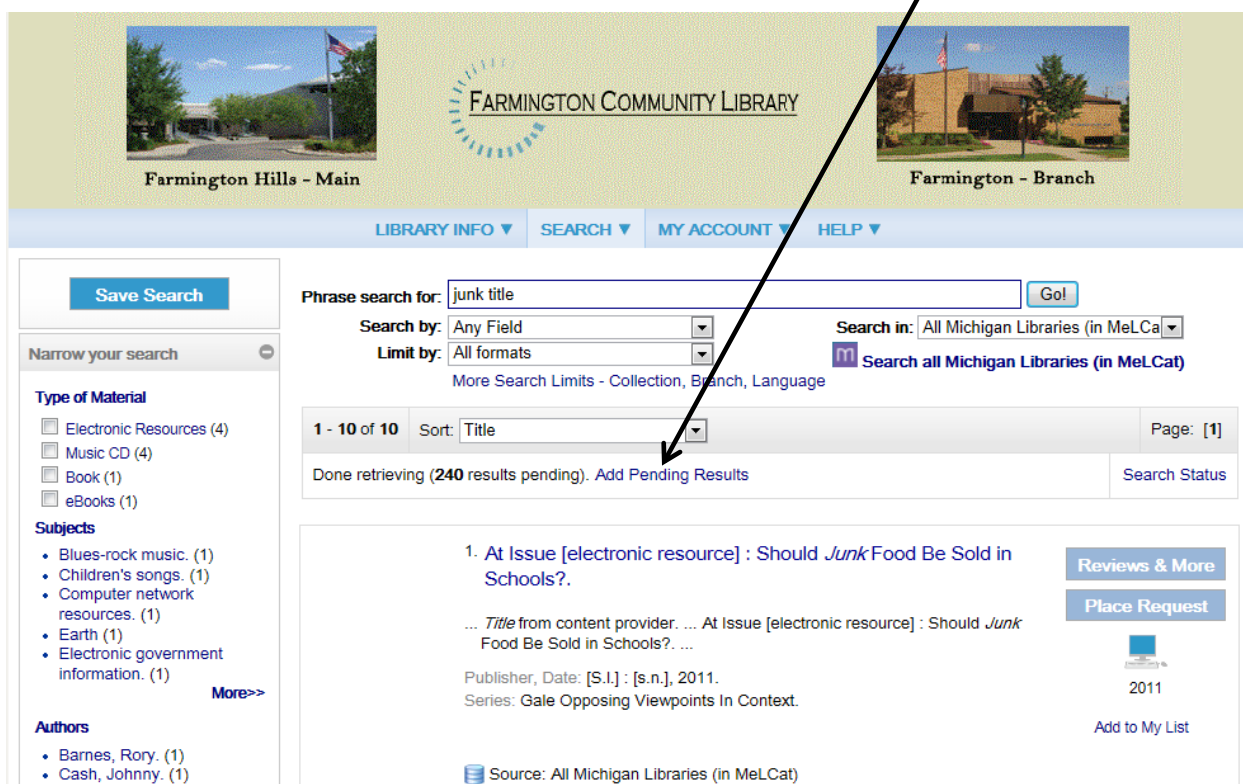 FARMINGTON COMMUNITY LIBRARY
Farmington Hills - Main
Farmington - Branch
LIBRARY INFO ▼ SEARCH ▼ MY ACCOUNT ▼ HELP ▼
Save Search
Narrow your search
Type of Material
Electronic Resources (4)
Music CD (4)
Book (1)
eBooks (1)
Subjects
• Blues-rock music. (1)
• Children's songs. (1)
• Computer network
resources. (1)
• Earth (1)
• Electronic government
information. (1)
More>>
Authors
• Barnes, Rory. (1)
• Cash, Johnny. (1)
Phrase search for: junk title Go!
Search by: Any Field Search in: All Michigan Libraries (in MeLCa
Limit by: All formats m Search all Michigan Libraries (in MeLCat)
More Search Limits - Collection, Branch, Language
1 - 10 of 10 Sort: Title Page: [1]
Done retrieving (240 results pending). Add Pending Results Search Status
1. At Issue [electronic resource] : Should Junk Food Be Sold in
Schools?.
... Title from content provider. ... At Issue [electronic resource] : Should Junk
Food Be Sold in Schools?. ...
Publisher, Date: [S.l.] : [s.n.], 2011.
Series: Gale Opposing Viewpoints In Context.
Source: All Michigan Libraries (in MeLCat)
Reviews & More
Place Request
2011
Add to My List